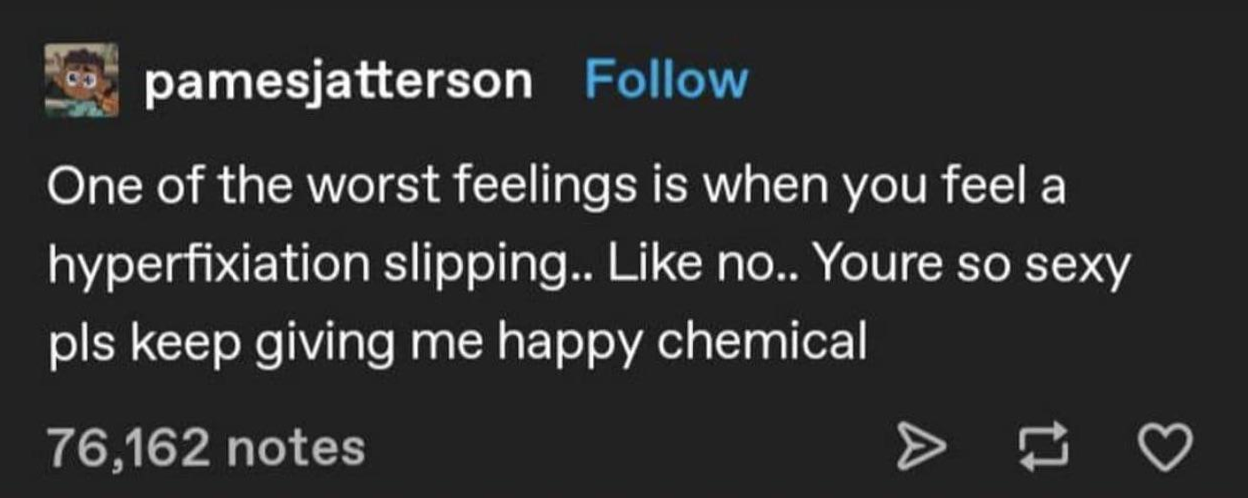 pamesjatterson Follow
One of the worst feelings is when you feel a
hyperfixiation slipping.. Like no.. Youre so sexy
pls keep giving me happy chemical
76,162 notes